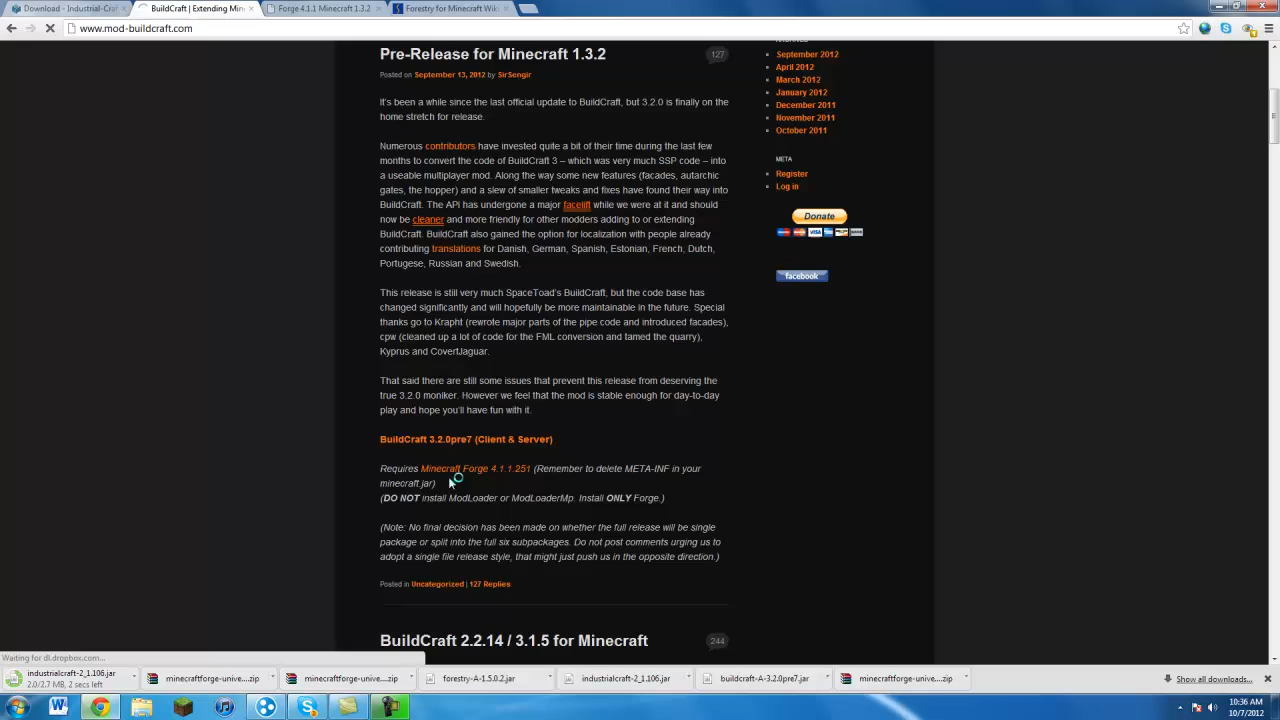 Download - Industrial-Craft
BuildCraft | Extending Min
Forge 4.1.1 Minecraft 1.3.2
Forestry for Minecraft Wiki
www.mod-buildcraft.com
Pre-Release for Minecraft 1.3.2
127
Posted on September 13, 2012 by SirSengir
It's been a while since the last official update to BuildCraft, but 3.2.0 is finally on the
home stretch for release.
Numerous contributors have invested quite a bit of their time during the last few
months to convert the code of BuildCraft 3 – which was very much SSP code – into
a useable multiplayer mod. Along the way some new features (facades, autarchic
gates, the hopper) and a slew of smaller tweaks and fixes have found their way into
BuildCraft. The API has undergone a major facelift while we were at it and should
now be cleaner and more friendly for other modders adding to or extending
BuildCraft. BuildCraft also gained the option for localization with people already
contributing translations for Danish, German, Spanish, Estonian, French, Dutch,
Portugese, Russian and Swedish.
This release is still very much SpaceToad's BuildCraft, but the code base has
changed significantly and will hopefully be more maintainable in the future. Special
thanks go to Krapht (rewrote major parts of the pipe code and introduced facades),
cpw (cleaned up a lot of code for the FML conversion and tamed the quarry),
Kyprus and CovertJaguar.
That said there are still some issues that prevent this release from deserving the
true 3.2.0 moniker. However we feel that the mod is stable enough for day-to-day
play and hope you'll have fun with it.
BuildCraft 3.2.0pre7 (Client & Server)
Requires Minecraft Forge 4.1.1.251 (Remember to delete META-INF in your
minecraft.jar)
(DO NOT install ModLoader or ModLoaderMp. Install ONLY Forge.)
(Note: No final decision has been made on whether the full release will be single
package or split into the full six subpackages. Do not post comments urging us to
adopt a single file release style, that might just push us in the opposite direction.)
Posted in Uncategorized | 127 Replies
BuildCraft 2.2.14 / 3.1.5 for Minecraft
244
September 2012
April 2012
March 2012
January 2012
December 2011
November 2011
October 2011
META
Register
Log in
Donate
VISA
facebook
Waiting for dl.dropbox.com...
industrialcraft-2_1.106.jar
2.0/2.7 MB, 2 secs left
minecraftforge-unive....zip
minecraftforge-unive....zip
forestry-A-1.5.0.2.jar
industrialcraft-2_1.106.jar
buildcraft-A-3.2.0pre7.jar
minecraftforge-unive....zip
Show all downloads...
10:36 AM
10/7/2012